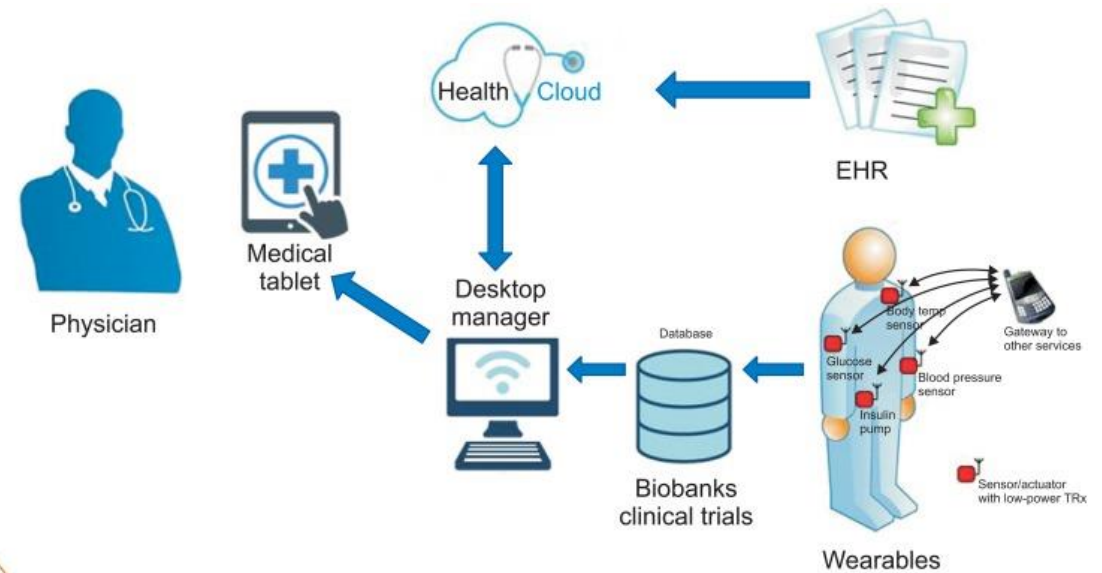 Health Cloud
EHR
Medical
tablet
Physician
Desktop
manager
Database
Biobanks
clinical trials
Body temp
sensor
Gateway to
other services
Glucose
sensor
Blood pressure
sensor
Insulin
pump
Sensor/actuator
with low-power TRx
Wearables